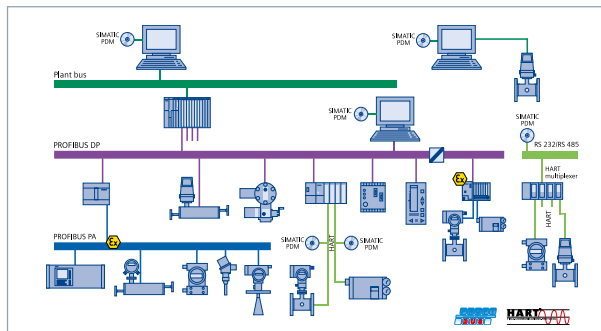 SIMATIC
PDM
SIMATIC
PDM
Plant bus
SIMATIC
PDM
SIMATIC
PDM
PROFIBUS DP
RS 232/RS 485
Ex
HART
multiplexer
Ex
PROFIBUS PA
SIMATIC
PDM
HART
SIMATIC
PDM
HART
HART